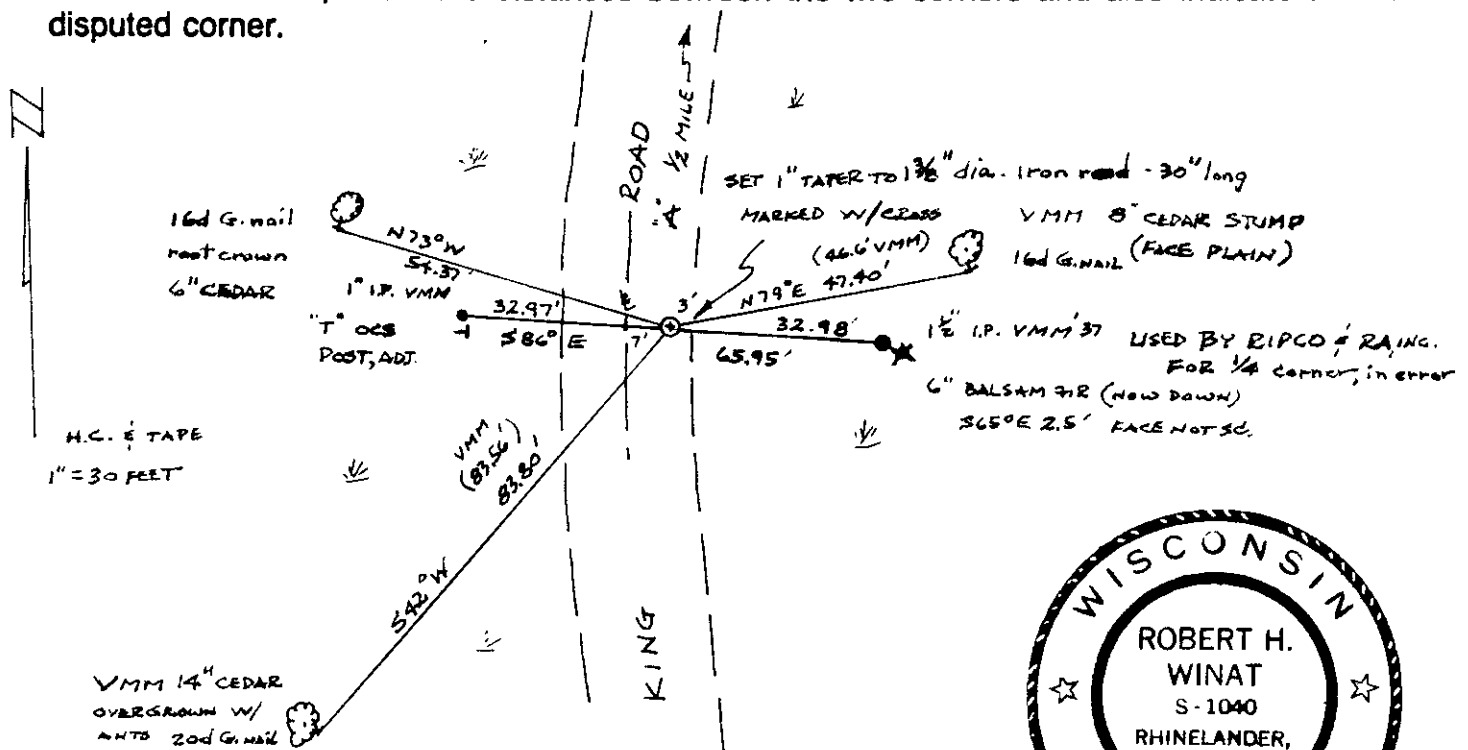 disputed corner.
N
ROAD
"A" 1/2 MILE
SET 1" TAPER TO 1 3/8" dia. Iron rod - 30" long
MARKED W/CROSS
VMM 8" CEDAR STUMP
(46.6' VMM)
16d G.NAIL (FACE PLAIN)
16d G. nail
root crown
6" CEDAR
N73°W
54.37'
N79°E 47.40'
1" I.P. VMM
"T" OCS
POST, ADJ.
32.97'
S86°E
3'
7'
32.98'
65.95'
1 1/2" I.P. VMM '37
USED BY RIPCO & RA, INC.
FOR 1/4 corner, in error
6" BALSAM FIR (NOW DOWN)
S65°E 2.5' FACE NOT SC.
H.C. & TAPE
1" = 30 FEET
VMM
(83.56')
83.80'
S42°W
KING
VMM 14" CEDAR
OVERGROWN W/
20d G. NAIL
WISCONSIN
ROBERT H.
WINAT
S-1040
RHINELANDER,